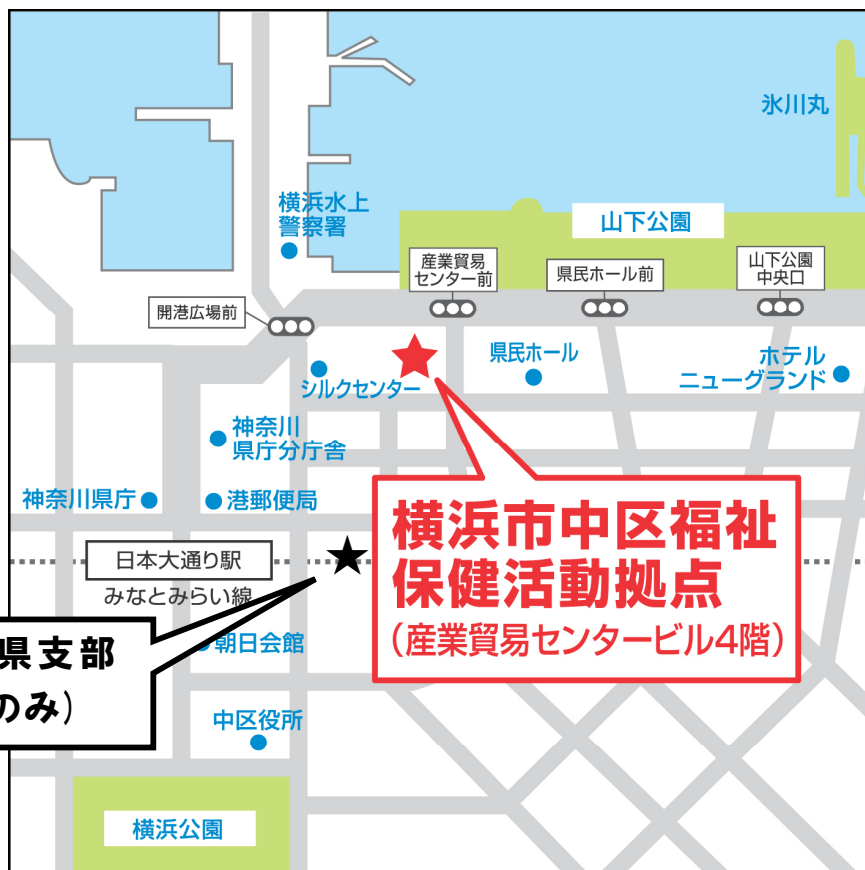 氷川丸
横浜水上
警察署
山下公園
産業貿易
センター前
県民ホール前
山下公園
中央口
開港広場前
シルクセンター
県民ホール
ホテル
ニューグランド
神奈川
県庁分庁舎
神奈川県庁
港郵便局
横浜市中区福祉
保健活動拠点
(産業貿易センタービル4階)
日本大通り駅
みなとみらい線
県支部
のみ)
朝日会館
中区役所
横浜公園